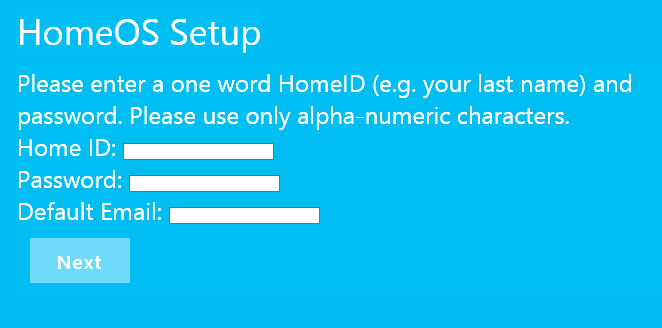 HomeOS Setup
Please enter a one word HomeID (e.g. your last name) and
password. Please use only alpha-numeric characters.
Home ID:
Password:
Default Email:
Next